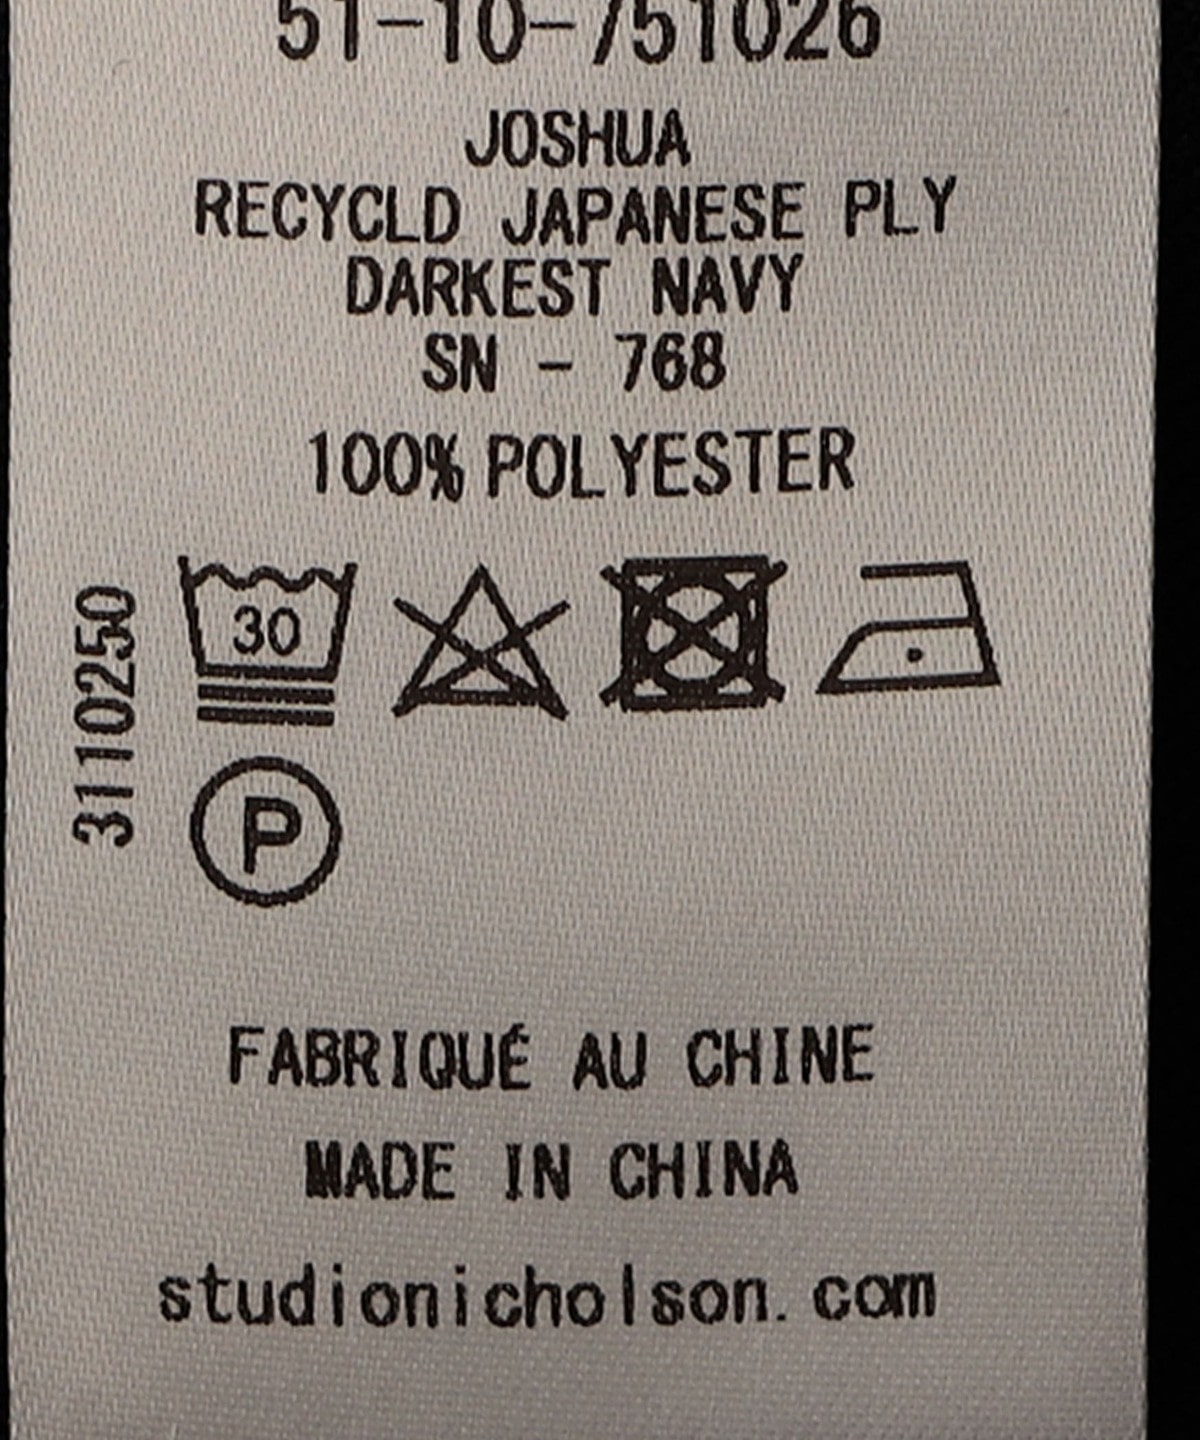 51-10-751026
JOSHUA
RECYCLD JAPANESE PLY
DARKEST NAVY
SN - 768
100% POLYESTER
3110250
30
P
FABRIQUÉ AU CHINE
MADE IN CHINA
studionicholson.com